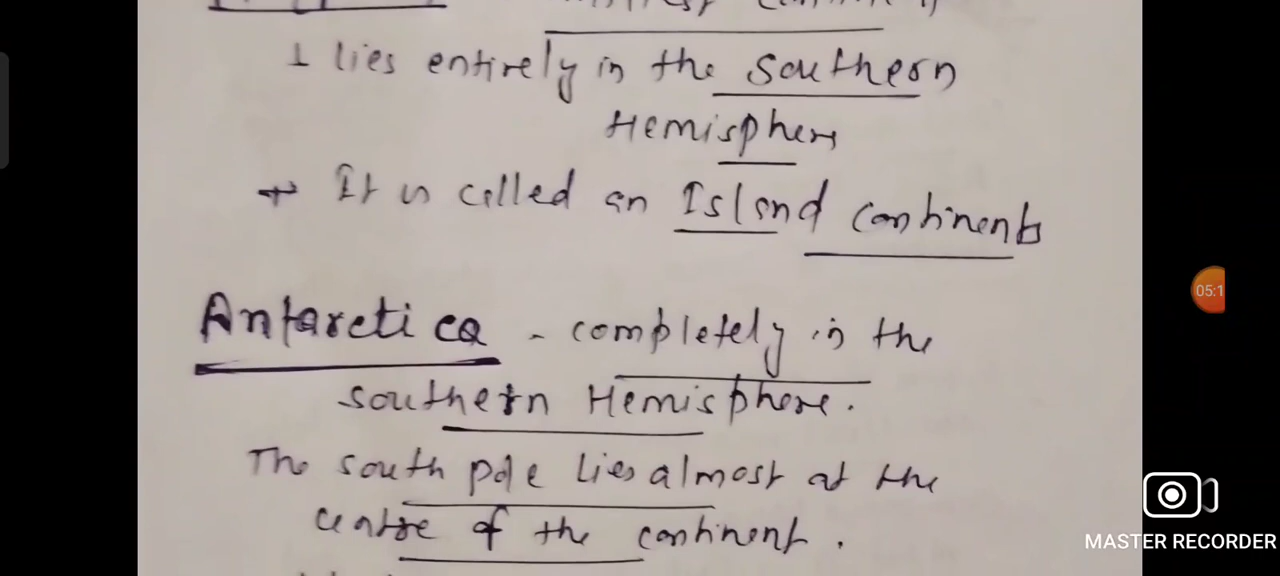 lies entirely in the Southern
Hemisphere
→ It is called an Island continents
Antarctica - completely in the
southern Hemisphere.
The south pole lies almost at the
centre of the continent.
05:1
MASTER RECORDER